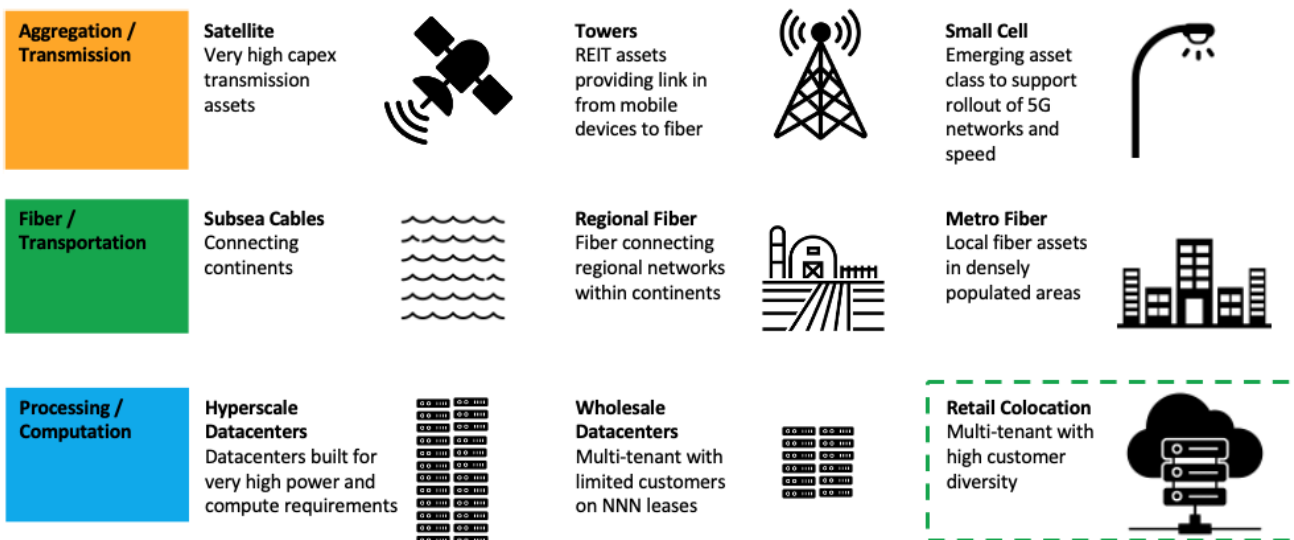 Aggregation /
Transmission
Satellite
Very high capex
transmission
assets
Towers
REIT assets
providing link in
from mobile
devices to fiber
Small Cell
Emerging asset
class to support
rollout of 5G
networks and
speed
Fiber /
Transportation
Subsea Cables
Connecting
continents
Regional Fiber
Fiber connecting
regional networks
within continents
Metro Fiber
Local fiber assets
in densely
populated areas
Processing /
Computation
Hyperscale
Datacenters
Datacenters built for
very high power and
compute requirements
Wholesale
Datacenters
Multi-tenant with
limited customers
on NNN leases
Retail Colocation
Multi-tenant with
high customer
diversity